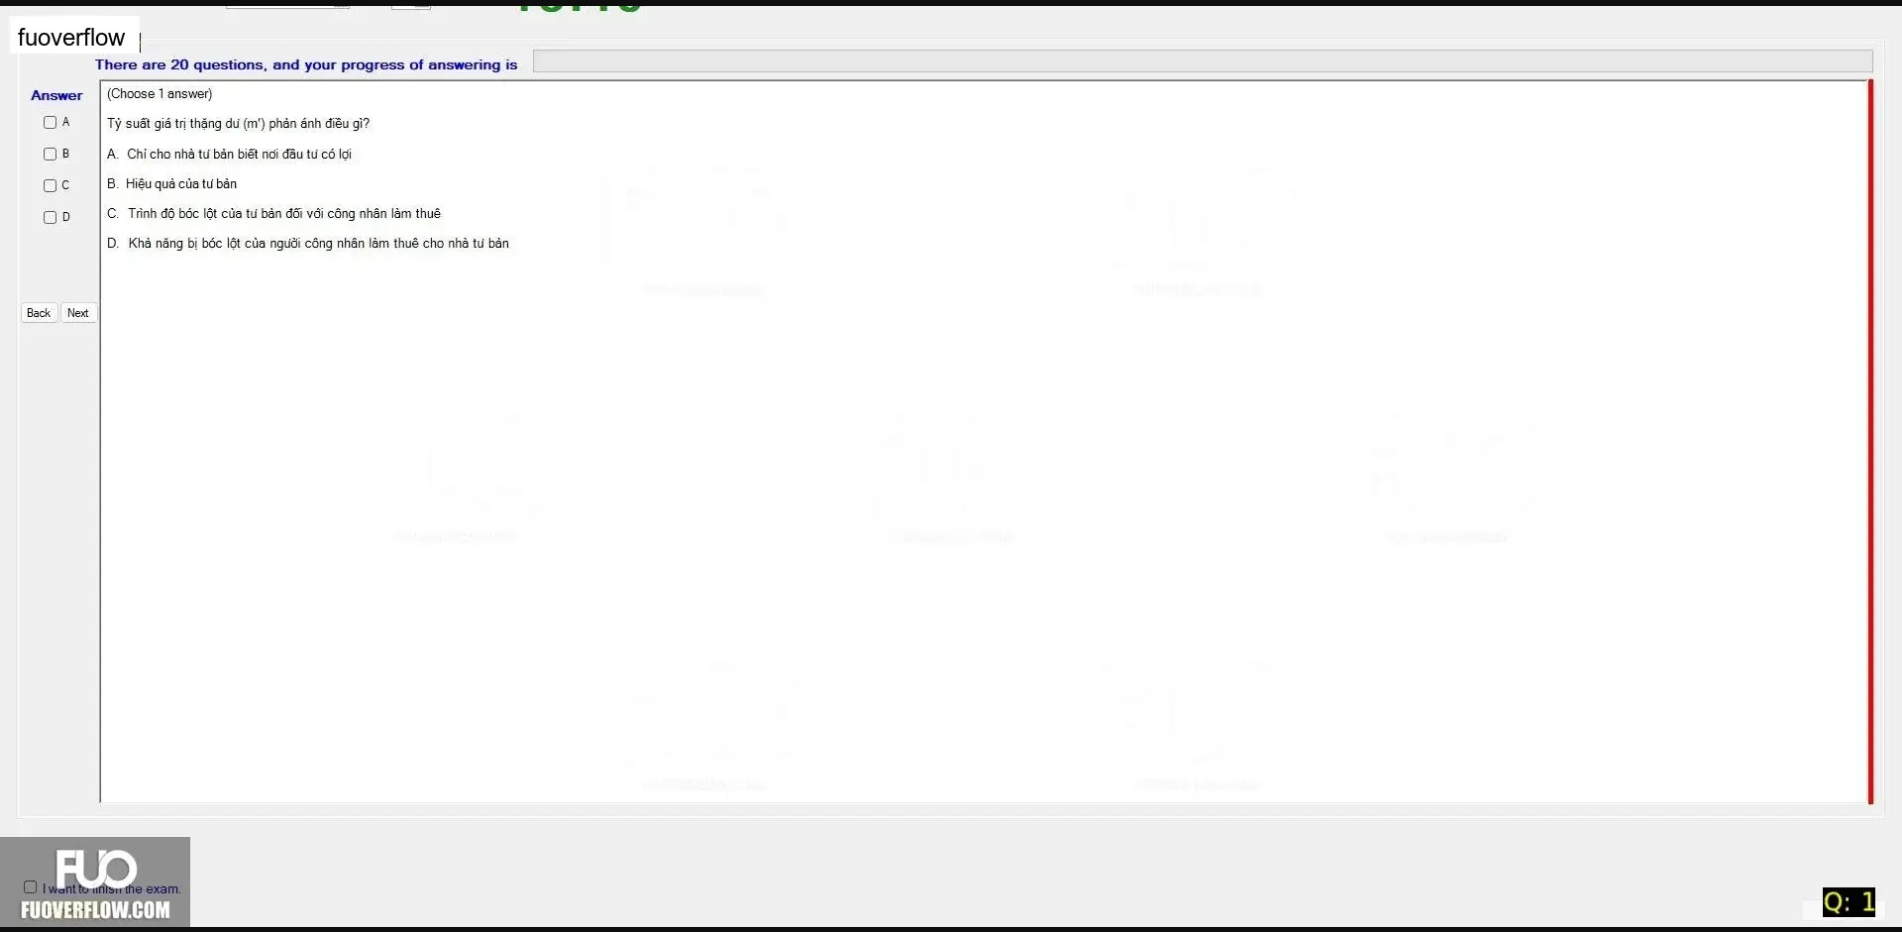 fuoverflow
There are 20 questions, and your progress of answering is
Answer
(Choose 1 answer)
A
Tỷ suất giá trị thặng dư (m') phản ánh điều gì?
B
A. Chỉ cho nhà tư bản biết nơi đầu tư có lợi
B. Hiệu quả của tư bản
C
C. Trình độ bóc lột của tư bản đối với công nhân làm thuê
D
D. Khả năng bị bóc lột của người công nhân làm thuê cho nhà tư bản
Back Next
FUO
I want to finish the exam.
FUOVERFLOW.COM
Q: 1